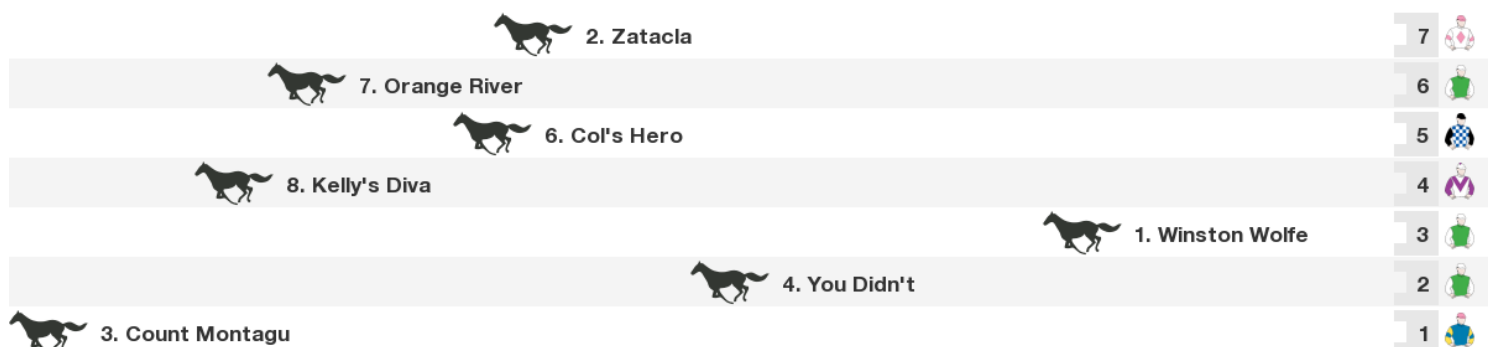 2. Zatacla 7
7. Orange River 6
6. Col's Hero 5
8. Kelly's Diva 4
1. Winston Wolfe 3
4. You Didn't 2
3. Count Montagu 1